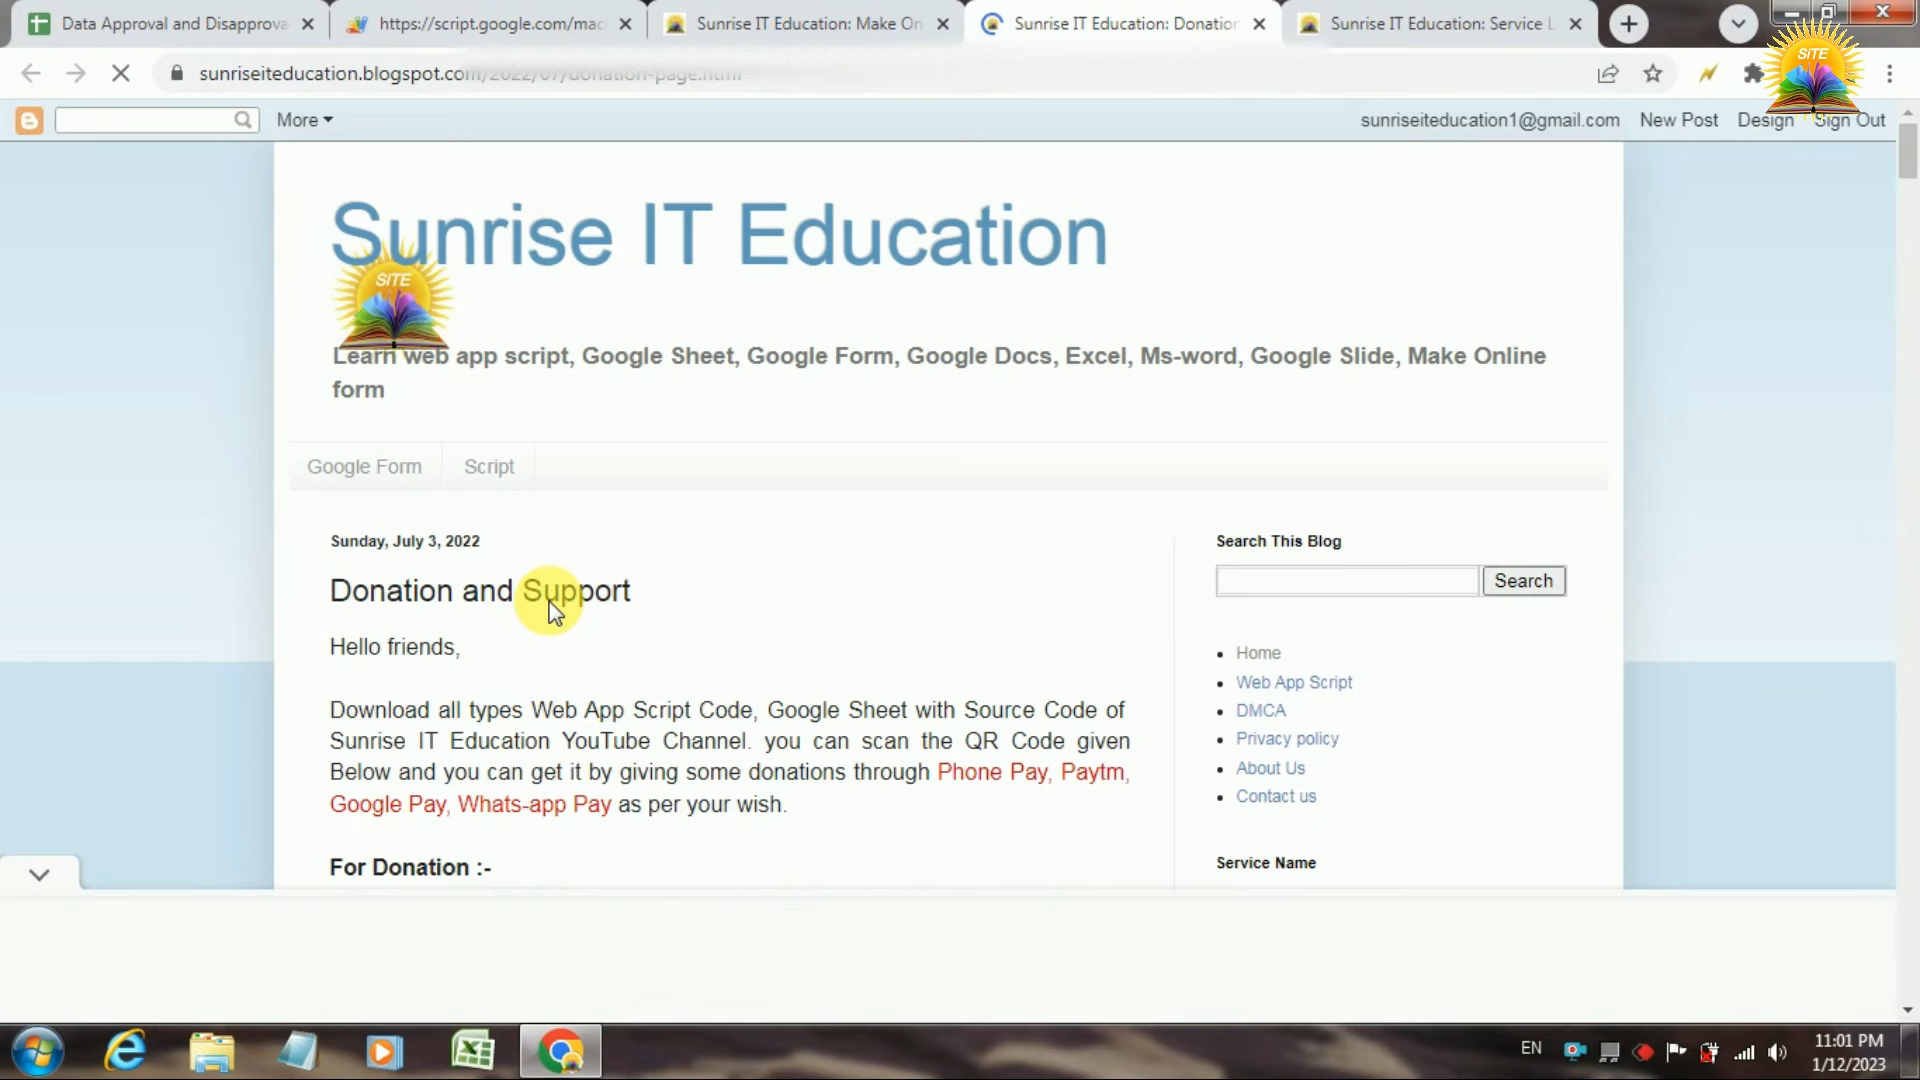 Data Approval and Disapprova
https://script.google.com/mac
Sunrise IT Education: Make On
Sunrise IT Education: Donation
Sunrise IT Education: Service L
SiTE
sunriseiteducation.blogspot.com/2022/07/donation-page.html
More
sunriseiteducation1@gmail.com
New Post
Design
Sign Out
Sunrise IT Education
SiTE
Learn web app script, Google Sheet, Google Form, Google Docs, Excel, Ms-word, Google Slide, Make Online
form
Google Form
Script
Sunday, July 3, 2022
Donation and Support
Hello friends,
Download all types Web App Script Code, Google Sheet with Source Code of
Sunrise IT Education YouTube Channel. you can scan the QR Code given
Below and you can get it by giving some donations through Phone Pay, Paytm,
Google Pay, Whats-app Pay as per your wish.
For Donation :-
Search This Blog
Search
Home
Web App Script
DMCA
Privacy policy
About Us
Contact us
Service Name
EN
11:01 PM
1/12/2023